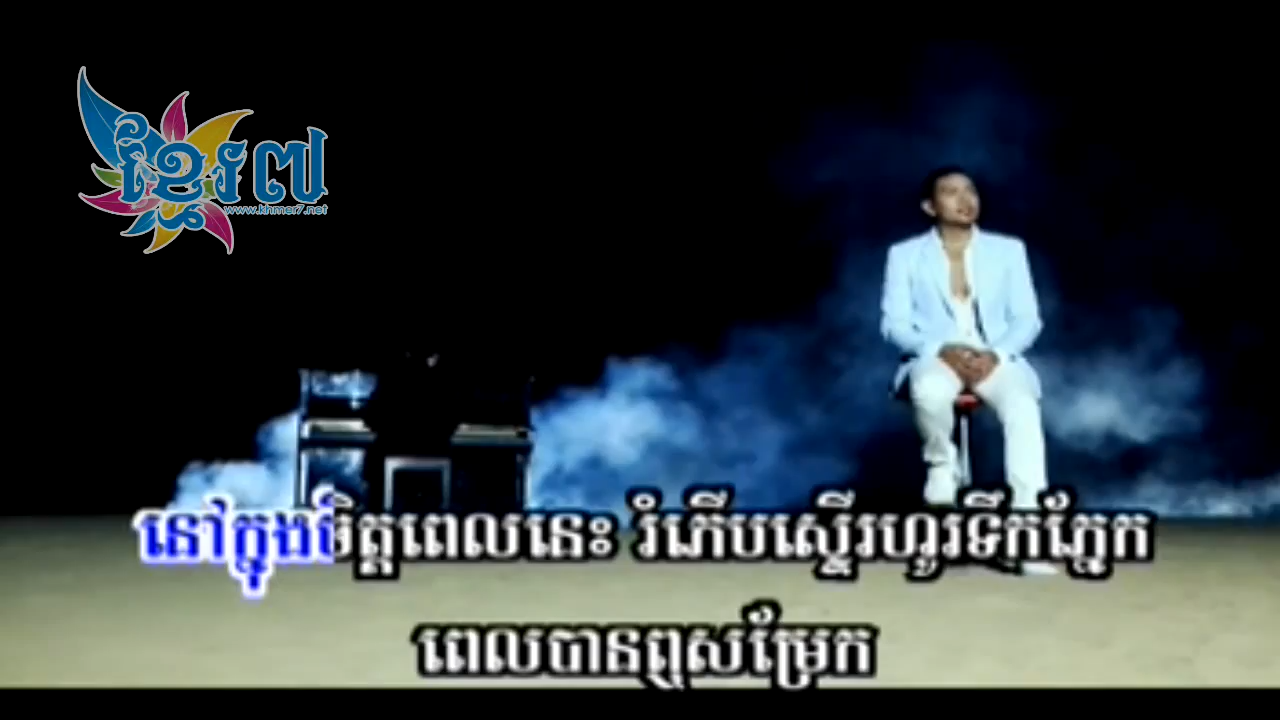 ខ្មែរ៧
www.khmer7.net
នៅក្នុងចិត្តពេលនេះ រំភើបស្ទើរហូរទឹកភ្នែក
ពេលបានឮសម្រែក